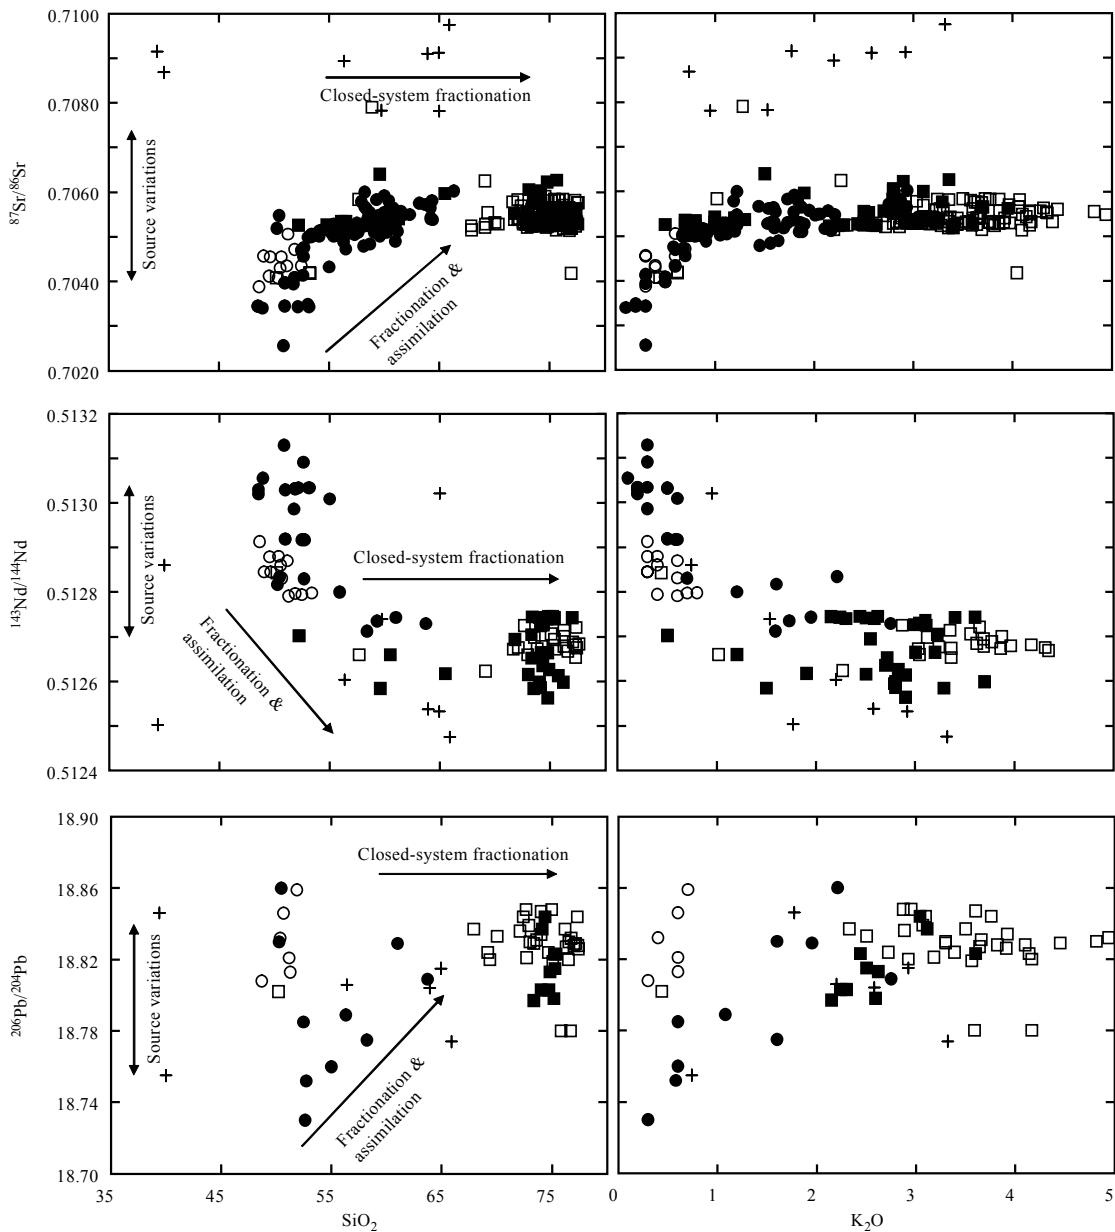 0.7100
0.7080
0.7060
0.7040
0.7020
87Sr/86Sr
Source variations
Closed-system fractionation
Fractionation &
assimilation
0.5132
0.5130
0.5128
0.5126
0.5124
143Nd/144Nd
Source variations
Closed-system fractionation
Fractionation &
assimilation
18.90
18.86
18.82
18.78
18.74
18.70
206Pb/204Pb
Source variations
Closed-system fractionation
Fractionation &
assimilation
35 45 55 65 75
SiO2
0 1 2 3 4 5
K2O